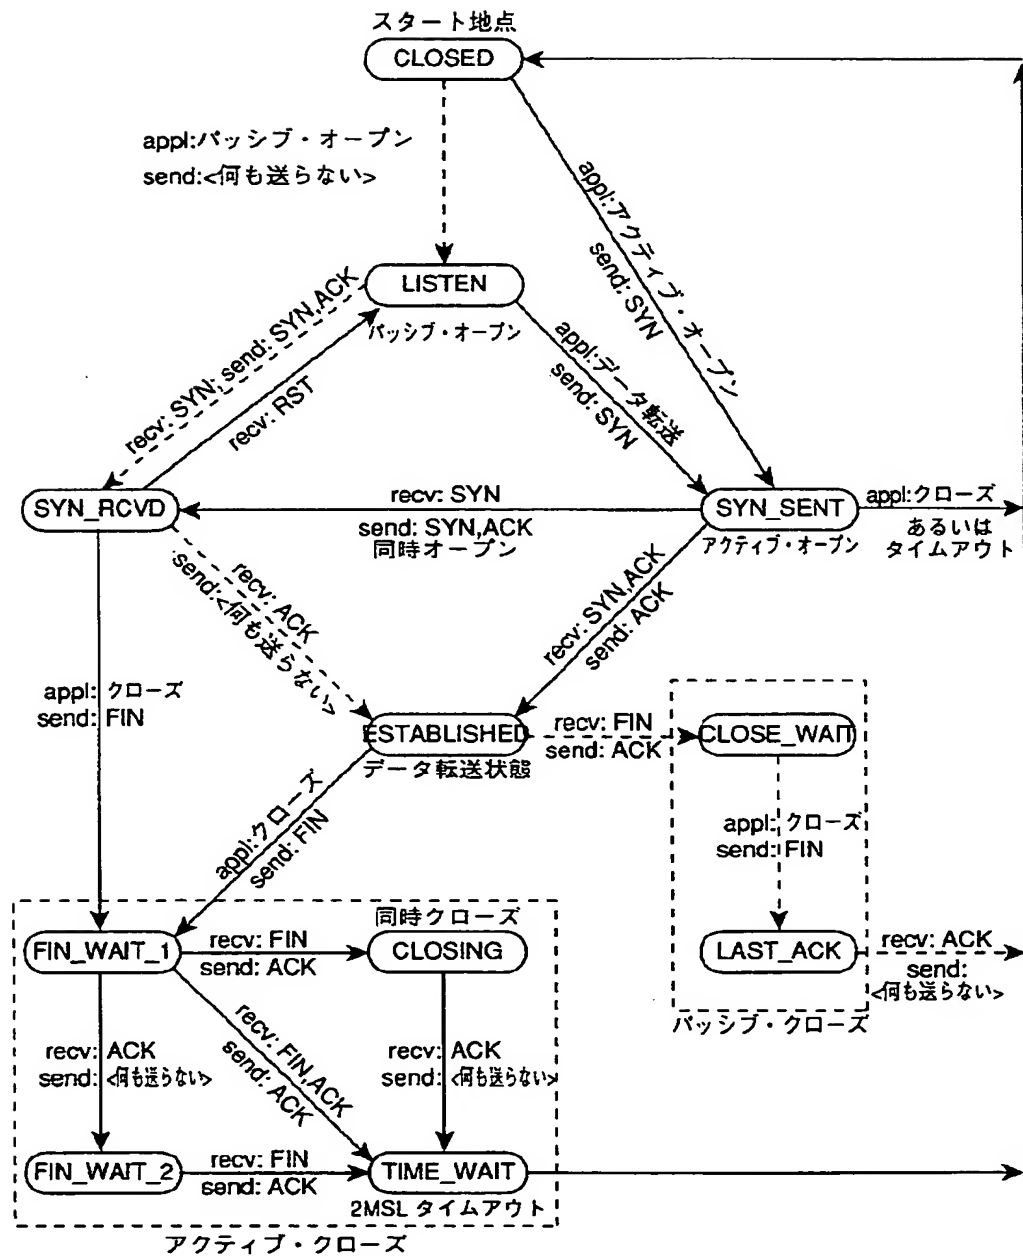 スタート地点
CLOSED
appl:パッシブ・オープン
send:<何も送らない>
appl:アクティブ・オープン
send: SYN
LISTEN
パッシブ・オープン
recv: SYN; send: SYN,ACK
recv: RST
appl:データ転送
send: SYN
SYN_RCVD
recv: SYN
send: SYN,ACK
同時オープン
SYN_SENT
アクティブ・オープン
appl:クローズ
あるいは
タイムアウト
recv: ACK
send:<何も送らない>
recv: SYN,ACK
send: ACK
appl: クローズ
send: FIN
ESTABLISHED
データ転送状態
recv: FIN
send: ACK
CLOSE_WAIT
appl: クローズ
send: FIN
appl:クローズ
send: FIN
同時クローズ
FIN_WAIT_1
recv: FIN
send: ACK
CLOSING
LAST_ACK
recv: ACK
send:
<何も送らない>
パッシブ・クローズ
recv: ACK
send: <何も送らない>
recv: FIN,ACK
send: ACK
recv: ACK
send: <何も送らない>
FIN_WAIT_2
recv: FIN
send: ACK
TIME_WAIT
2MSL タイムアウト
アクティブ・クローズ